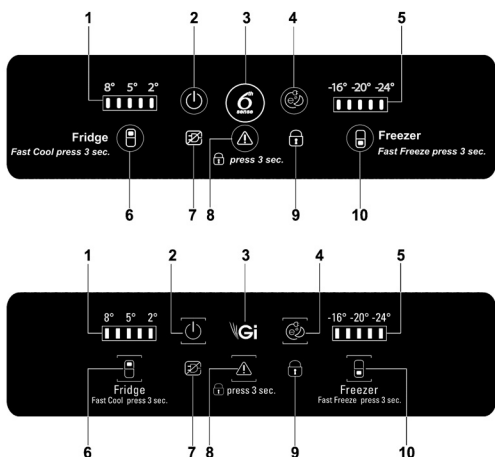 1 2 3 4 5
8° 5° 2° 6th sense e -16° -20° -24°
Fridge Freezer
Fast Cool press 3 sec. press 3 sec. Fast Freeze press 3 sec.
6 7 8 9 10
1 2 3 4 5
8° 5° 2° 6i e -16° -20° -24°
Fridge press 3 sec. Freezer
Fast Cool press 3 sec. Fast Freeze press 3 sec.
6 7 8 9 10